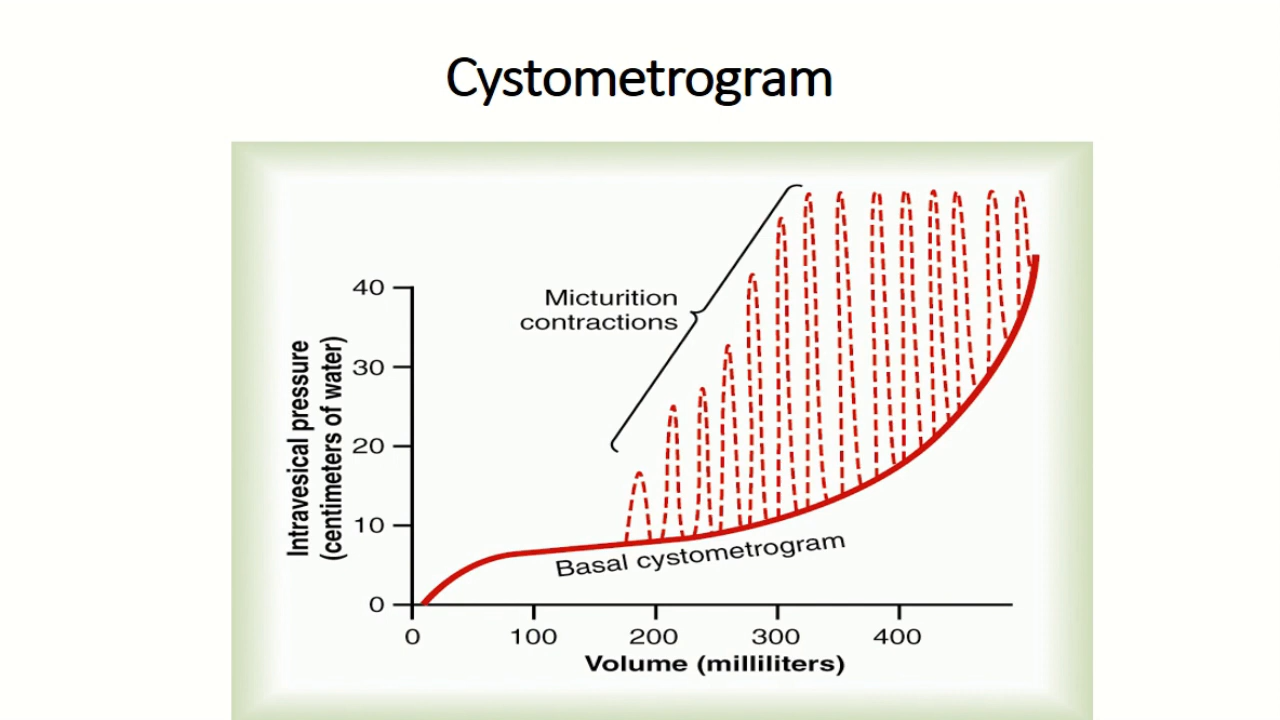 Cystometrogram
Micturition
contractions
40
30
20
10
0
Intravesical pressure
(centimeters of water)
Basal cystometrogram
0 100 200 300 400
Volume (milliliters)